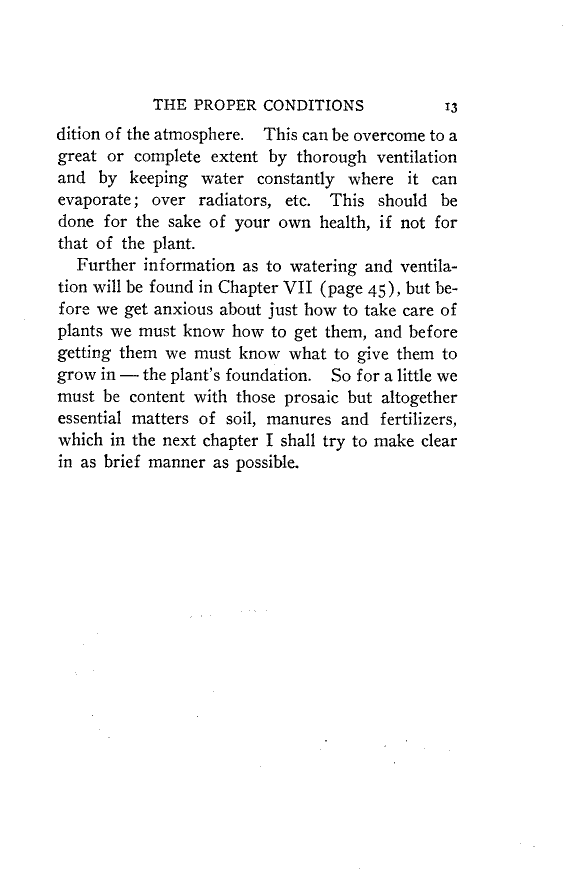 THE PROPER CONDITIONS 13
dition of the atmosphere. This can be overcome to a
great or complete extent by thorough ventilation
and by keeping water constantly where it can
evaporate; over radiators, etc. This should be
done for the sake of your own health, if not for
that of the plant.
Further information as to watering and ventila-
tion will be found in Chapter VII (page 45), but be-
fore we get anxious about just how to take care of
plants we must know how to get them, and before
getting them we must know what to give them to
grow in — the plant's foundation. So for a little we
must be content with those prosaic but altogether
essential matters of soil, manures and fertilizers,
which in the next chapter I shall try to make clear
in as brief manner as possible.